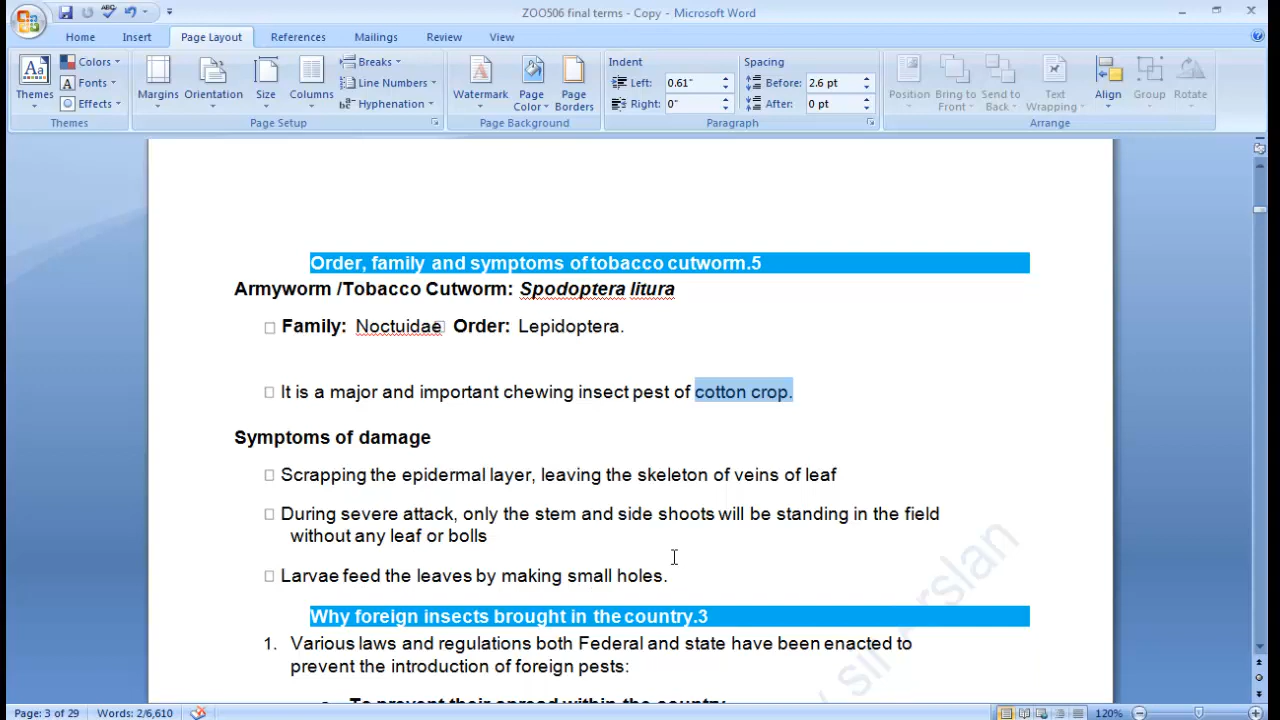 ZOO506 final terms - Copy - Microsoft Word
Home Insert Page Layout References Mailings Review View
Themes Colors Fonts Effects Margins Orientation Size Columns Breaks Line Numbers Hyphenation Watermark Page Color Page Borders Indent Left: 0.61" Right: 0" Spacing Before: 2.6 pt After: 0 pt Position Bring to Front Send to Back Text Wrapping Align Group Rotate
Themes Page Setup Page Background Paragraph Arrange
Order, family and symptoms of tobacco cutworm.5
Armyworm /Tobacco Cutworm: Spodoptera litura
Family: Noctuidae Order: Lepidoptera.
It is a major and important chewing insect pest of cotton crop.
Symptoms of damage
Scrapping the epidermal layer, leaving the skeleton of veins of leaf
During severe attack, only the stem and side shoots will be standing in the field
without any leaf or bolls
Larvae feed the leaves by making small holes.
Why foreign insects brought in the country.3
1. Various laws and regulations both Federal and state have been enacted to
prevent the introduction of foreign pests:
To prevent their spread within the country
Page: 3 of 29 Words: 2/6,610 120%